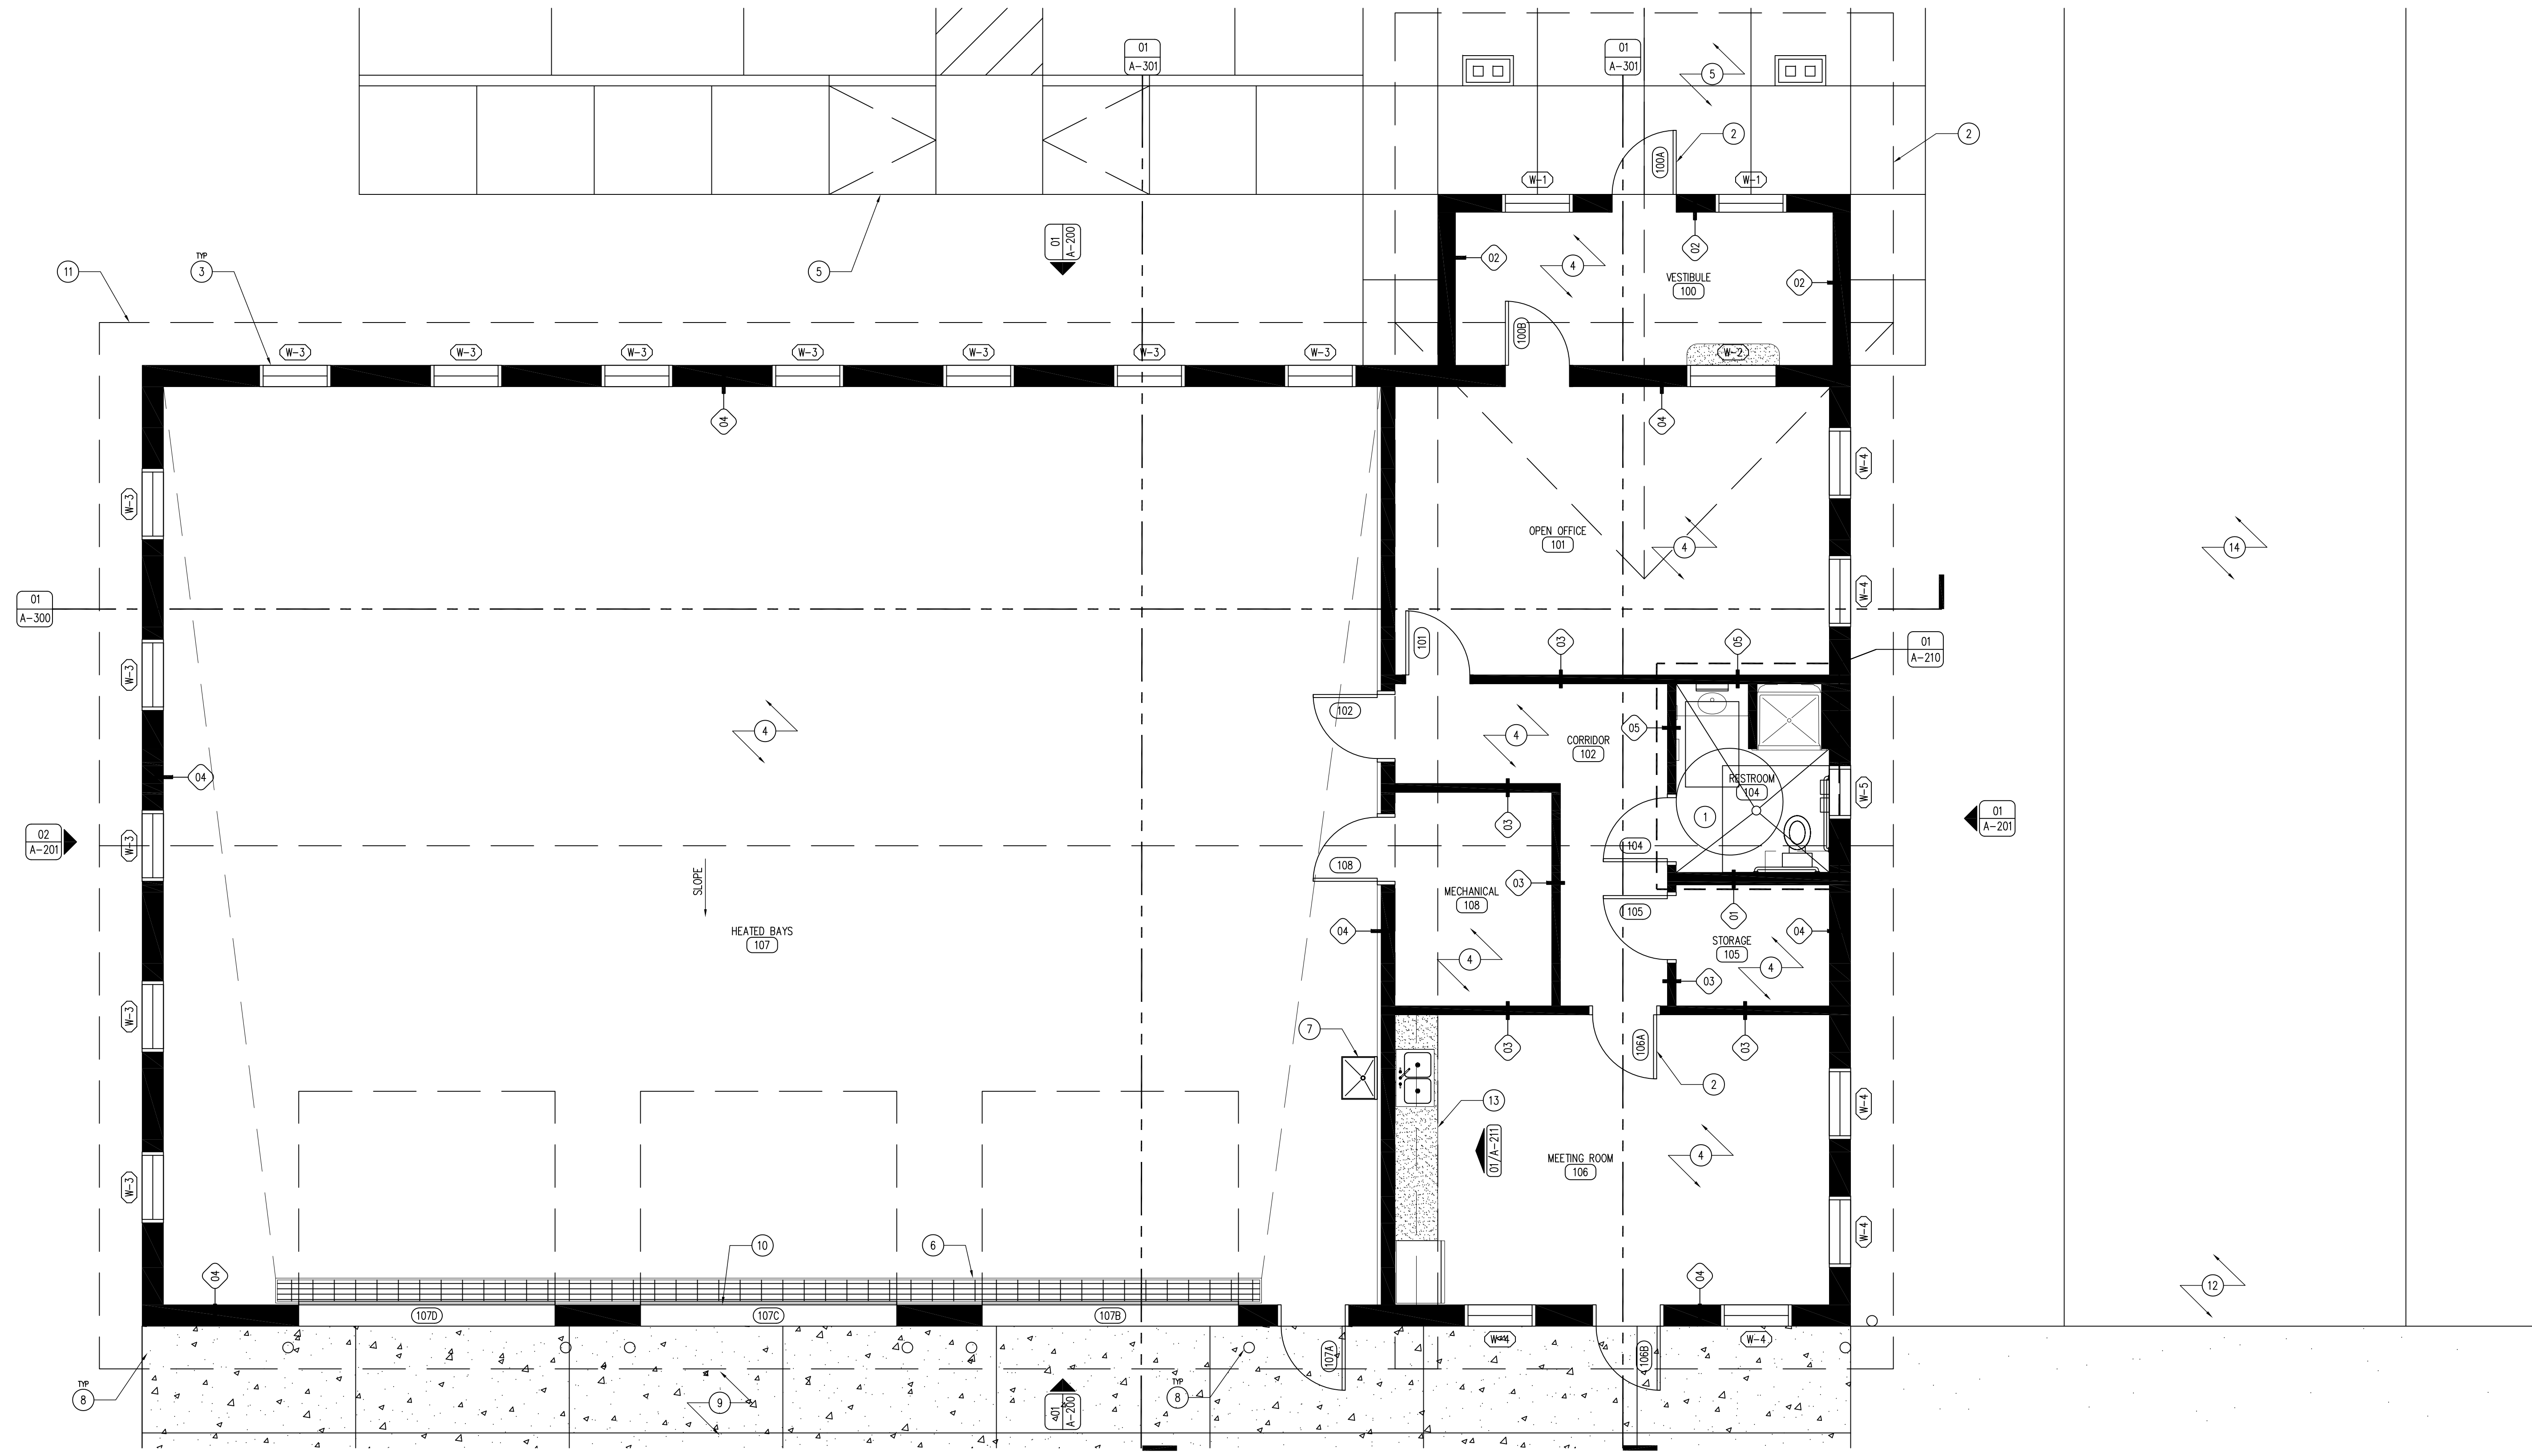 01
A-301
01
A-301
5
2
2
100A
W-1
W-1
01
A-200
11
TYP
3
5
02
02
02
4
VESTIBULE
100
100B
W-3
W-3
W-3
W-3
W-3
W-3
W-3
W-2
04
04
W-3
W-4
OPEN OFFICE
101
4
14
01
A-300
W-4
101
03
05
01
A-210
W-3
102
4
4
CORRIDOR
102
05
04
RESTROOM
104
W-5
1
02
A-201
W-3
01
A-201
03
104
108
SLOPE
MECHANICAL
108
03
105
01
HEATED BAYS
107
04
04
STORAGE
105
4
4
03
W-3
7
03
106A
03
2
13
W-4
01/A-211
MEETING ROOM
106
4
W-3
W-4
10
6
04
04
12
107D
107C
107B
W-4
W-4
107A
106B
TYP
8
9
TYP
8
01
A-200